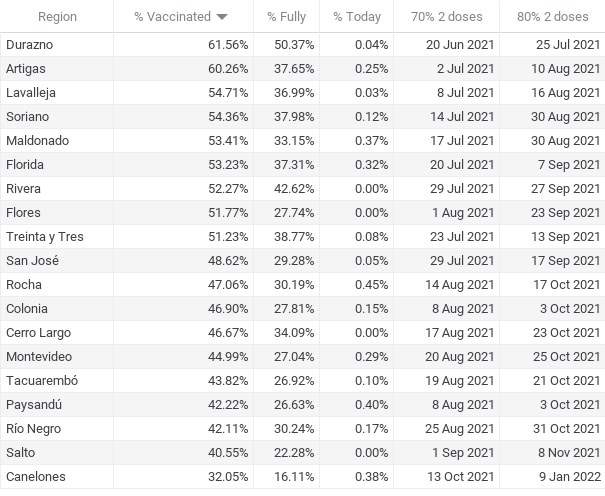 Region % Vaccinated % Fully % Today 70% 2 doses 80% 2 doses
Durazno 61.56% 50.37% 0.04% 20 Jun 2021 25 Jul 2021
Artigas 60.26% 37.65% 0.25% 2 Jul 2021 10 Aug 2021
Lavalleja 54.71% 36.99% 0.03% 8 Jul 2021 16 Aug 2021
Soriano 54.36% 37.98% 0.12% 14 Jul 2021 30 Aug 2021
Maldonado 53.41% 33.15% 0.37% 17 Jul 2021 30 Aug 2021
Florida 53.23% 37.31% 0.32% 20 Jul 2021 7 Sep 2021
Rivera 52.27% 42.62% 0.00% 29 Jul 2021 27 Sep 2021
Flores 51.77% 27.74% 0.00% 1 Aug 2021 23 Sep 2021
Treinta y Tres 51.23% 38.77% 0.08% 23 Jul 2021 13 Sep 2021
San José 48.62% 29.28% 0.05% 29 Jul 2021 17 Sep 2021
Rocha 47.06% 30.19% 0.45% 14 Aug 2021 17 Oct 2021
Colonia 46.90% 27.81% 0.15% 8 Aug 2021 3 Oct 2021
Cerro Largo 46.67% 34.09% 0.00% 17 Aug 2021 23 Oct 2021
Montevideo 44.99% 27.04% 0.29% 20 Aug 2021 25 Oct 2021
Tacuarembó 43.82% 26.92% 0.10% 19 Aug 2021 21 Oct 2021
Paysandú 42.22% 26.63% 0.40% 8 Aug 2021 3 Oct 2021
Río Negro 42.11% 30.24% 0.17% 25 Aug 2021 31 Oct 2021
Salto 40.55% 22.28% 0.00% 1 Sep 2021 8 Nov 2021
Canelones 32.05% 16.11% 0.38% 13 Oct 2021 9 Jan 2022